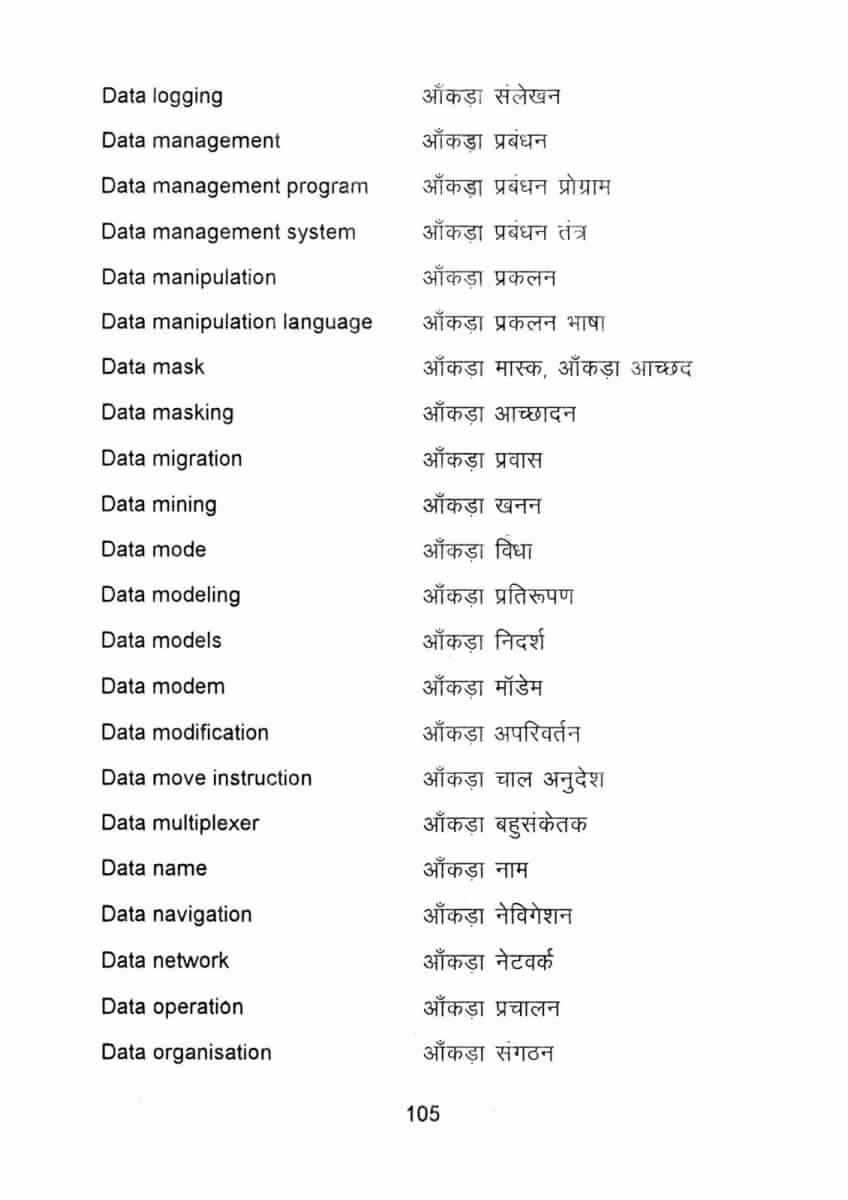 Data logging आँकड़ा संलेखन
Data management आँकड़ा प्रबंधन
Data management program आँकड़ा प्रबंधन प्रोग्राम
Data management system आँकड़ा प्रबंधन तंत्र
Data manipulation आँकड़ा प्रकलन
Data manipulation language आँकड़ा प्रकलन भाषा
Data mask आँकड़ा मास्क, आँकड़ा आच्छद
Data masking आँकड़ा आच्छादन
Data migration आँकड़ा प्रवास
Data mining आँकड़ा खनन
Data mode आँकड़ा विधा
Data modeling आँकड़ा प्रतिरूपण
Data models आँकड़ा निदर्श
Data modem आँकड़ा मॉडेम
Data modification आँकड़ा अपरिवर्तन
Data move instruction आँकड़ा चाल अनुदेश
Data multiplexer आँकड़ा बहुसंकेतक
Data name आँकड़ा नाम
Data navigation आँकड़ा नेविगेशन
Data network आँकड़ा नेटवर्क
Data operation आँकड़ा प्रचालन
Data organisation आँकड़ा संगठन
105